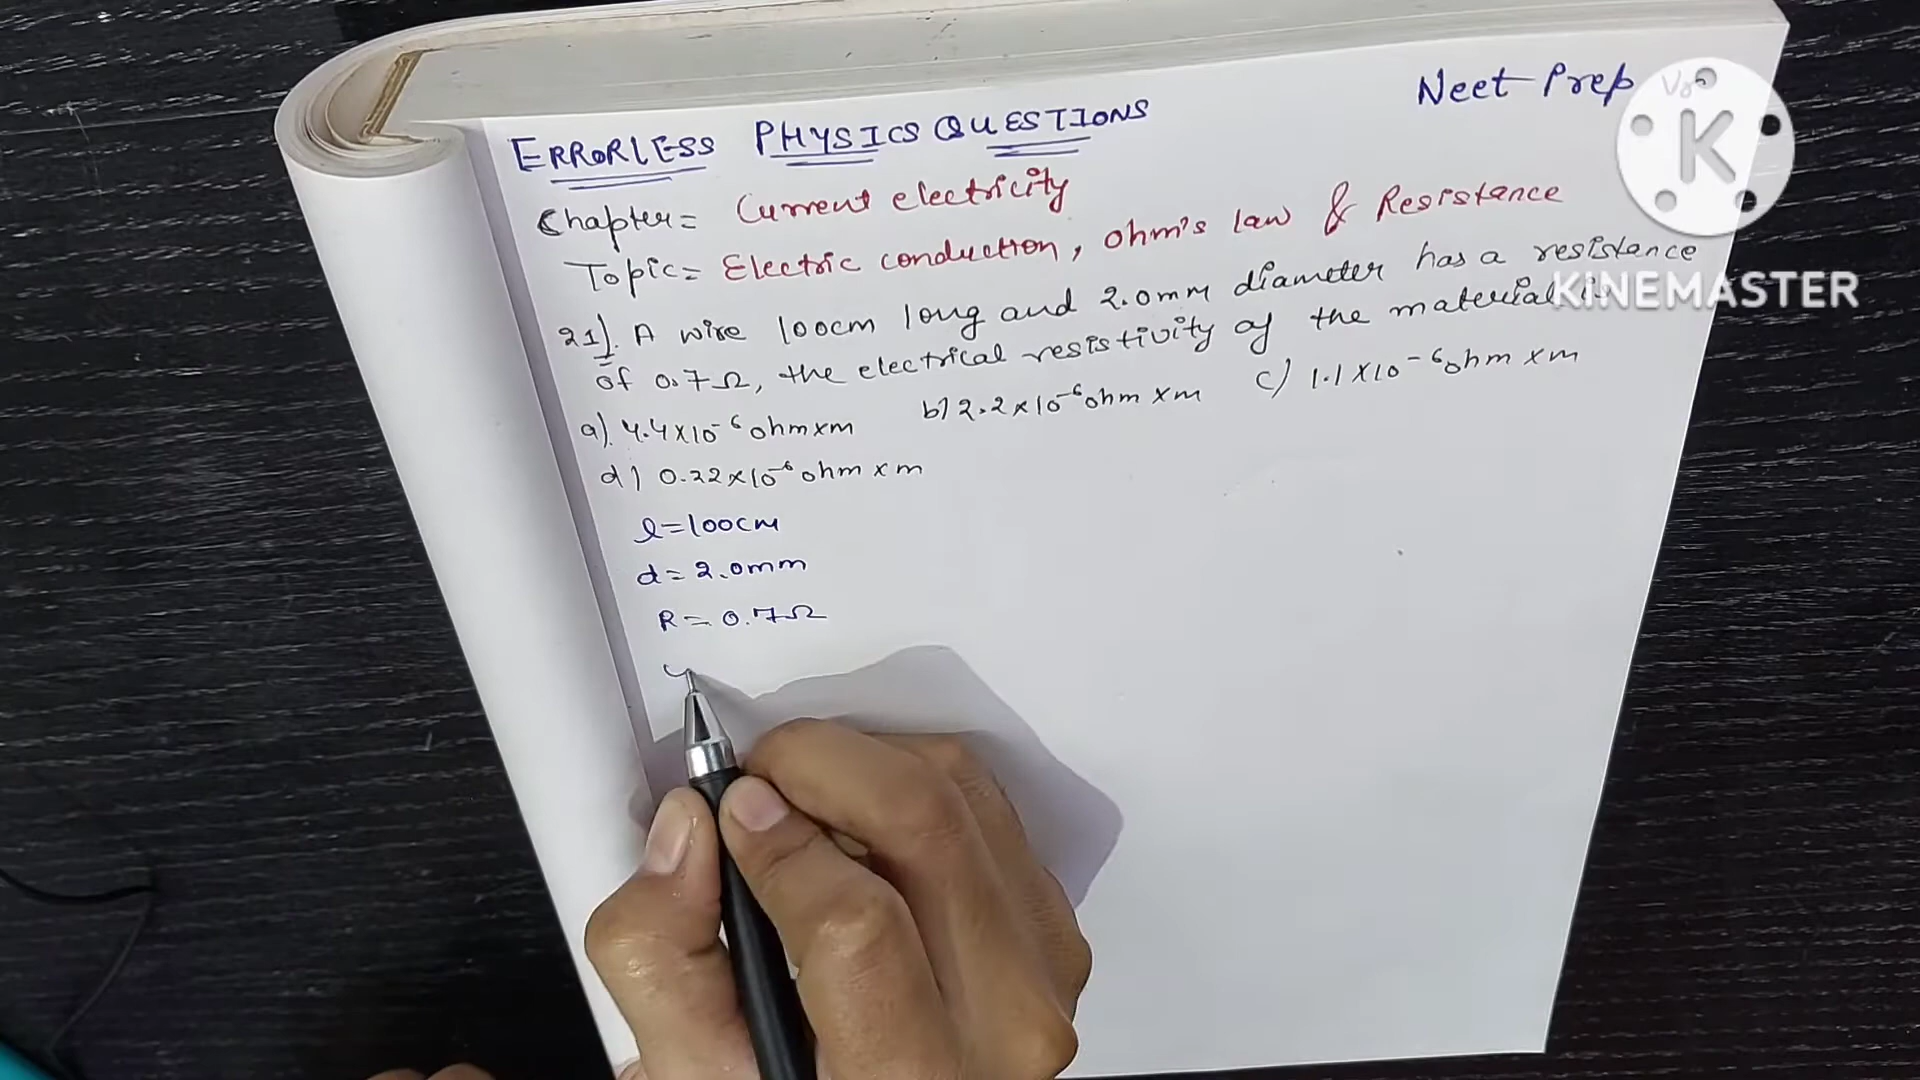 Neet Prep
ERRORLESS PHYSICS QUESTIONS
Chapter= Current electricity
Topic= Electric conduction, ohm's law & Resistance
21). A wire 100cm long and 2.0mm diameter has a resistance
of 0.7Ω, the electrical resistivity of the material
a). 4.4×10⁻⁶ ohm×m b) 2.2×10⁻⁶ ohm×m c) 1.1×10⁻⁶ ohm×m
d) 0.22×10⁻⁶ ohm×m
l=100cm
d=2.0mm
R=0.7Ω
K
KINEMASTER